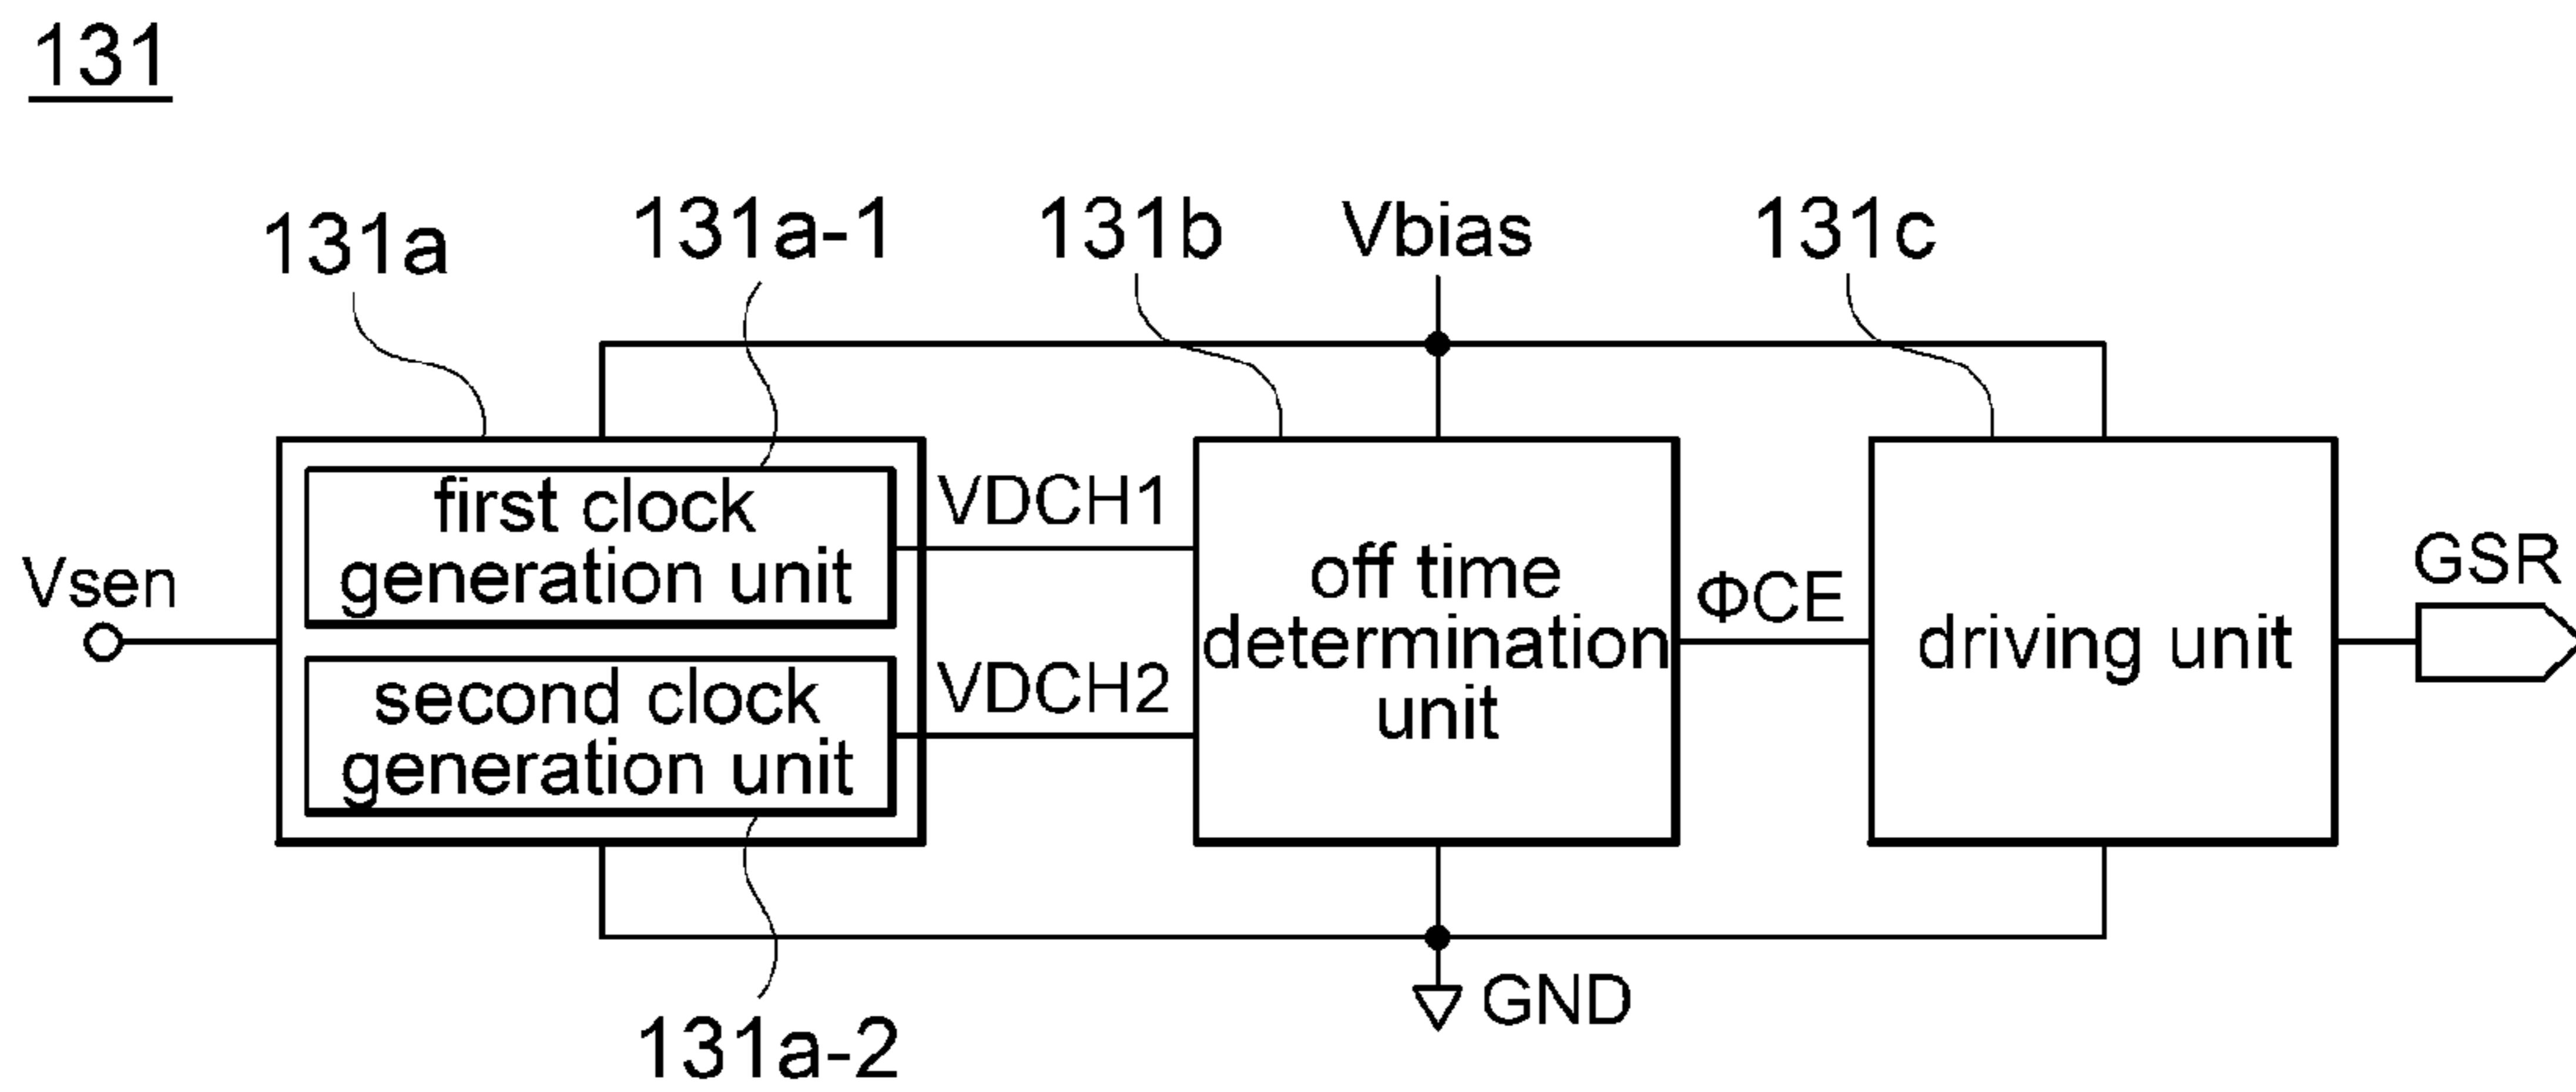 131
131a
131a-1
131b
Vbias
131c
first clock
generation unit
VDCH1
Vsen
off time
determination
unit
ΦCE
driving unit
GSR
second clock
generation unit
VDCH2
GND
131a-2